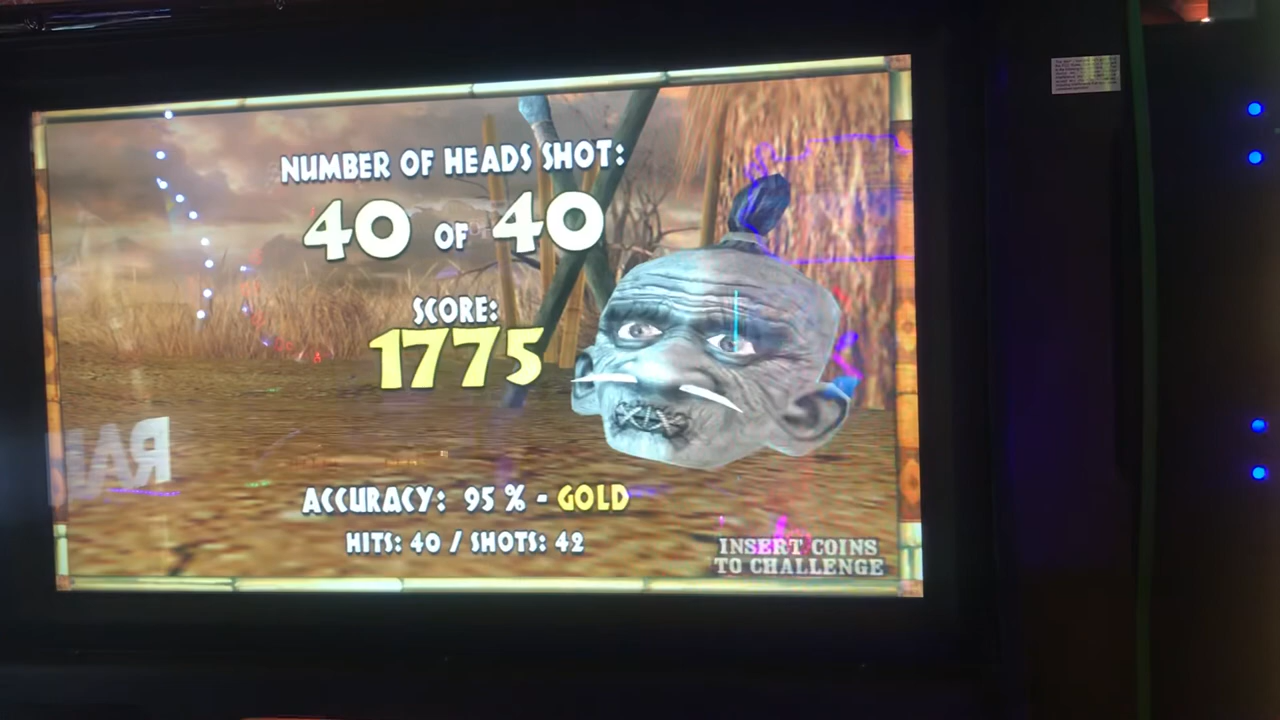 NUMBER OF HEADS SHOT:
40 OF 40
SCORE:
1775
ACCURACY: 95 % - GOLD
HITS: 40 / SHOTS: 42
INSERT COINS
TO CHALLENGE